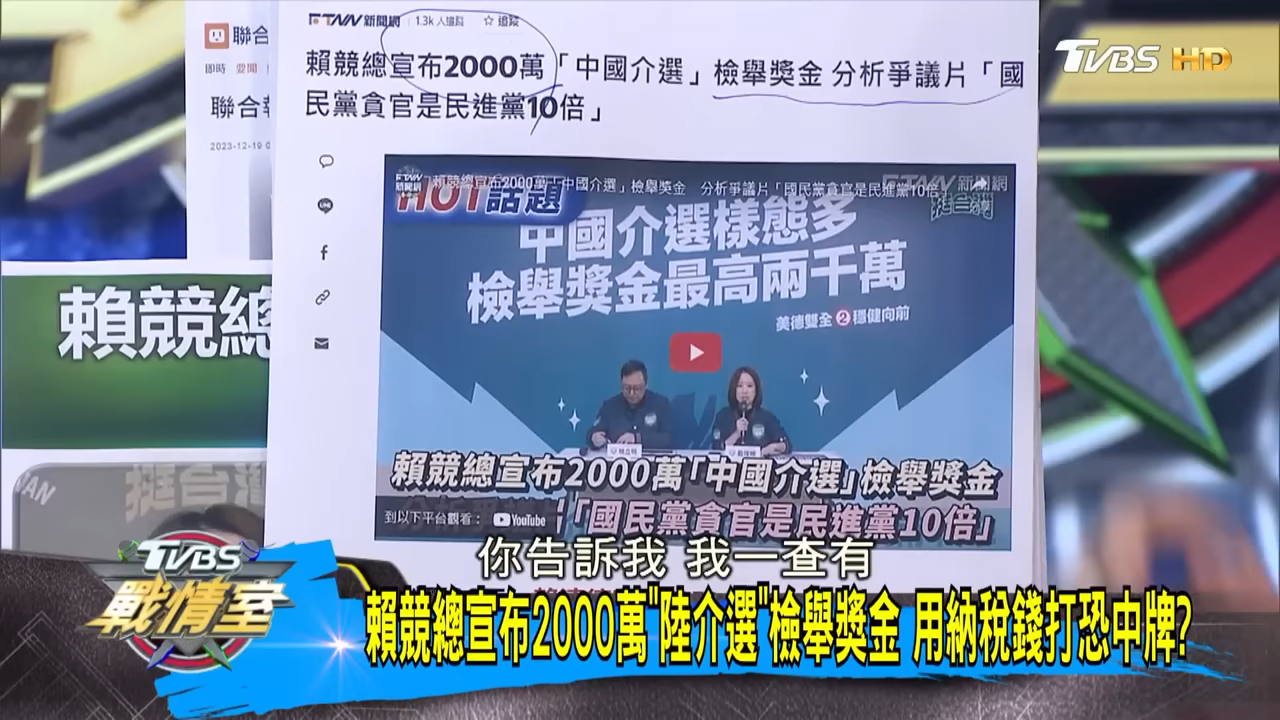 聯合
即時 要聞
聯合
2023-12-19
FTNN 新聞網 1.3k 人追蹤 ☆ 追蹤
賴競總宣布2000萬「中國介選」檢舉獎金 分析爭議片「國
民黨貪官是民進黨10倍」
TVBS HD
賴競總宣布2000萬「中國介選」檢舉獎金 分析爭議片「國民黨貪官是民進黨10倍」
FTNN 新聞網
HOT話題
挺台灣
中國介選樣態多
檢舉獎金最高兩千萬
美德雙全 2 穩健向前
賴競總
挺台灣
賴競總宣布2000萬「中國介選」檢舉獎金
「國民黨貪官是民進黨10倍」
到以下平台觀看： YouTube
你告訴我 我一查有
TVBS
戰情室
賴競總宣布2000萬"陸介選"檢舉獎金 用納稅錢打恐中牌?